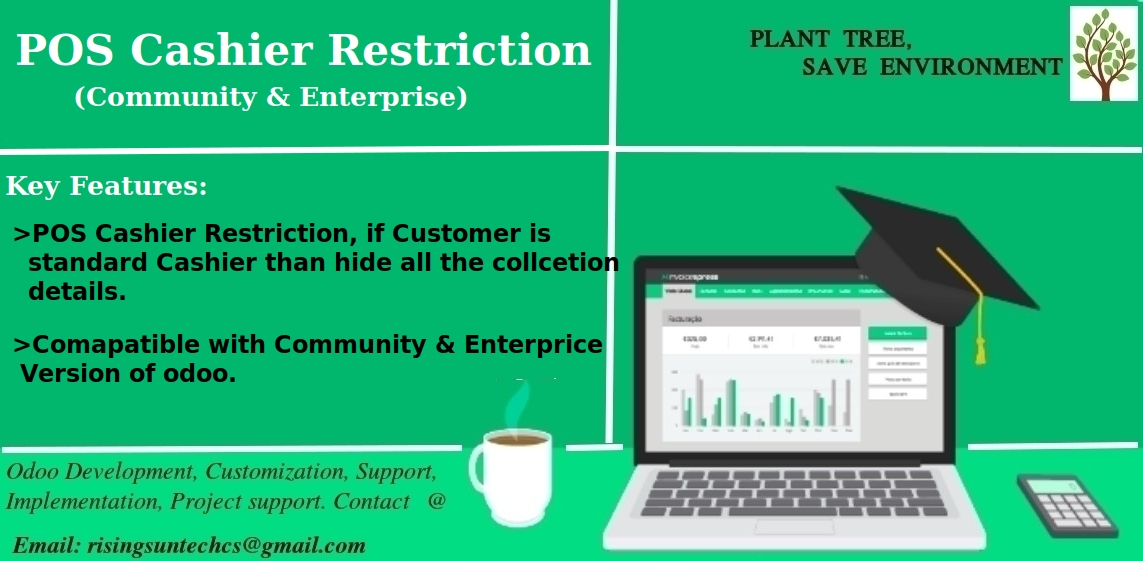 POS Cashier Restriction
(Community & Enterprise)
PLANT TREE,
SAVE ENVIRONMENT
Key Features:
>POS Cashier Restriction, if Customer is
standard Cashier than hide all the collcetion
details.
>Comapatible with Community & Enterprice
Version of odoo.
Facturação
Odoo Development, Customization, Support,
Implementation, Project support. Contact @
Email: risingsuntechcs@gmail.com